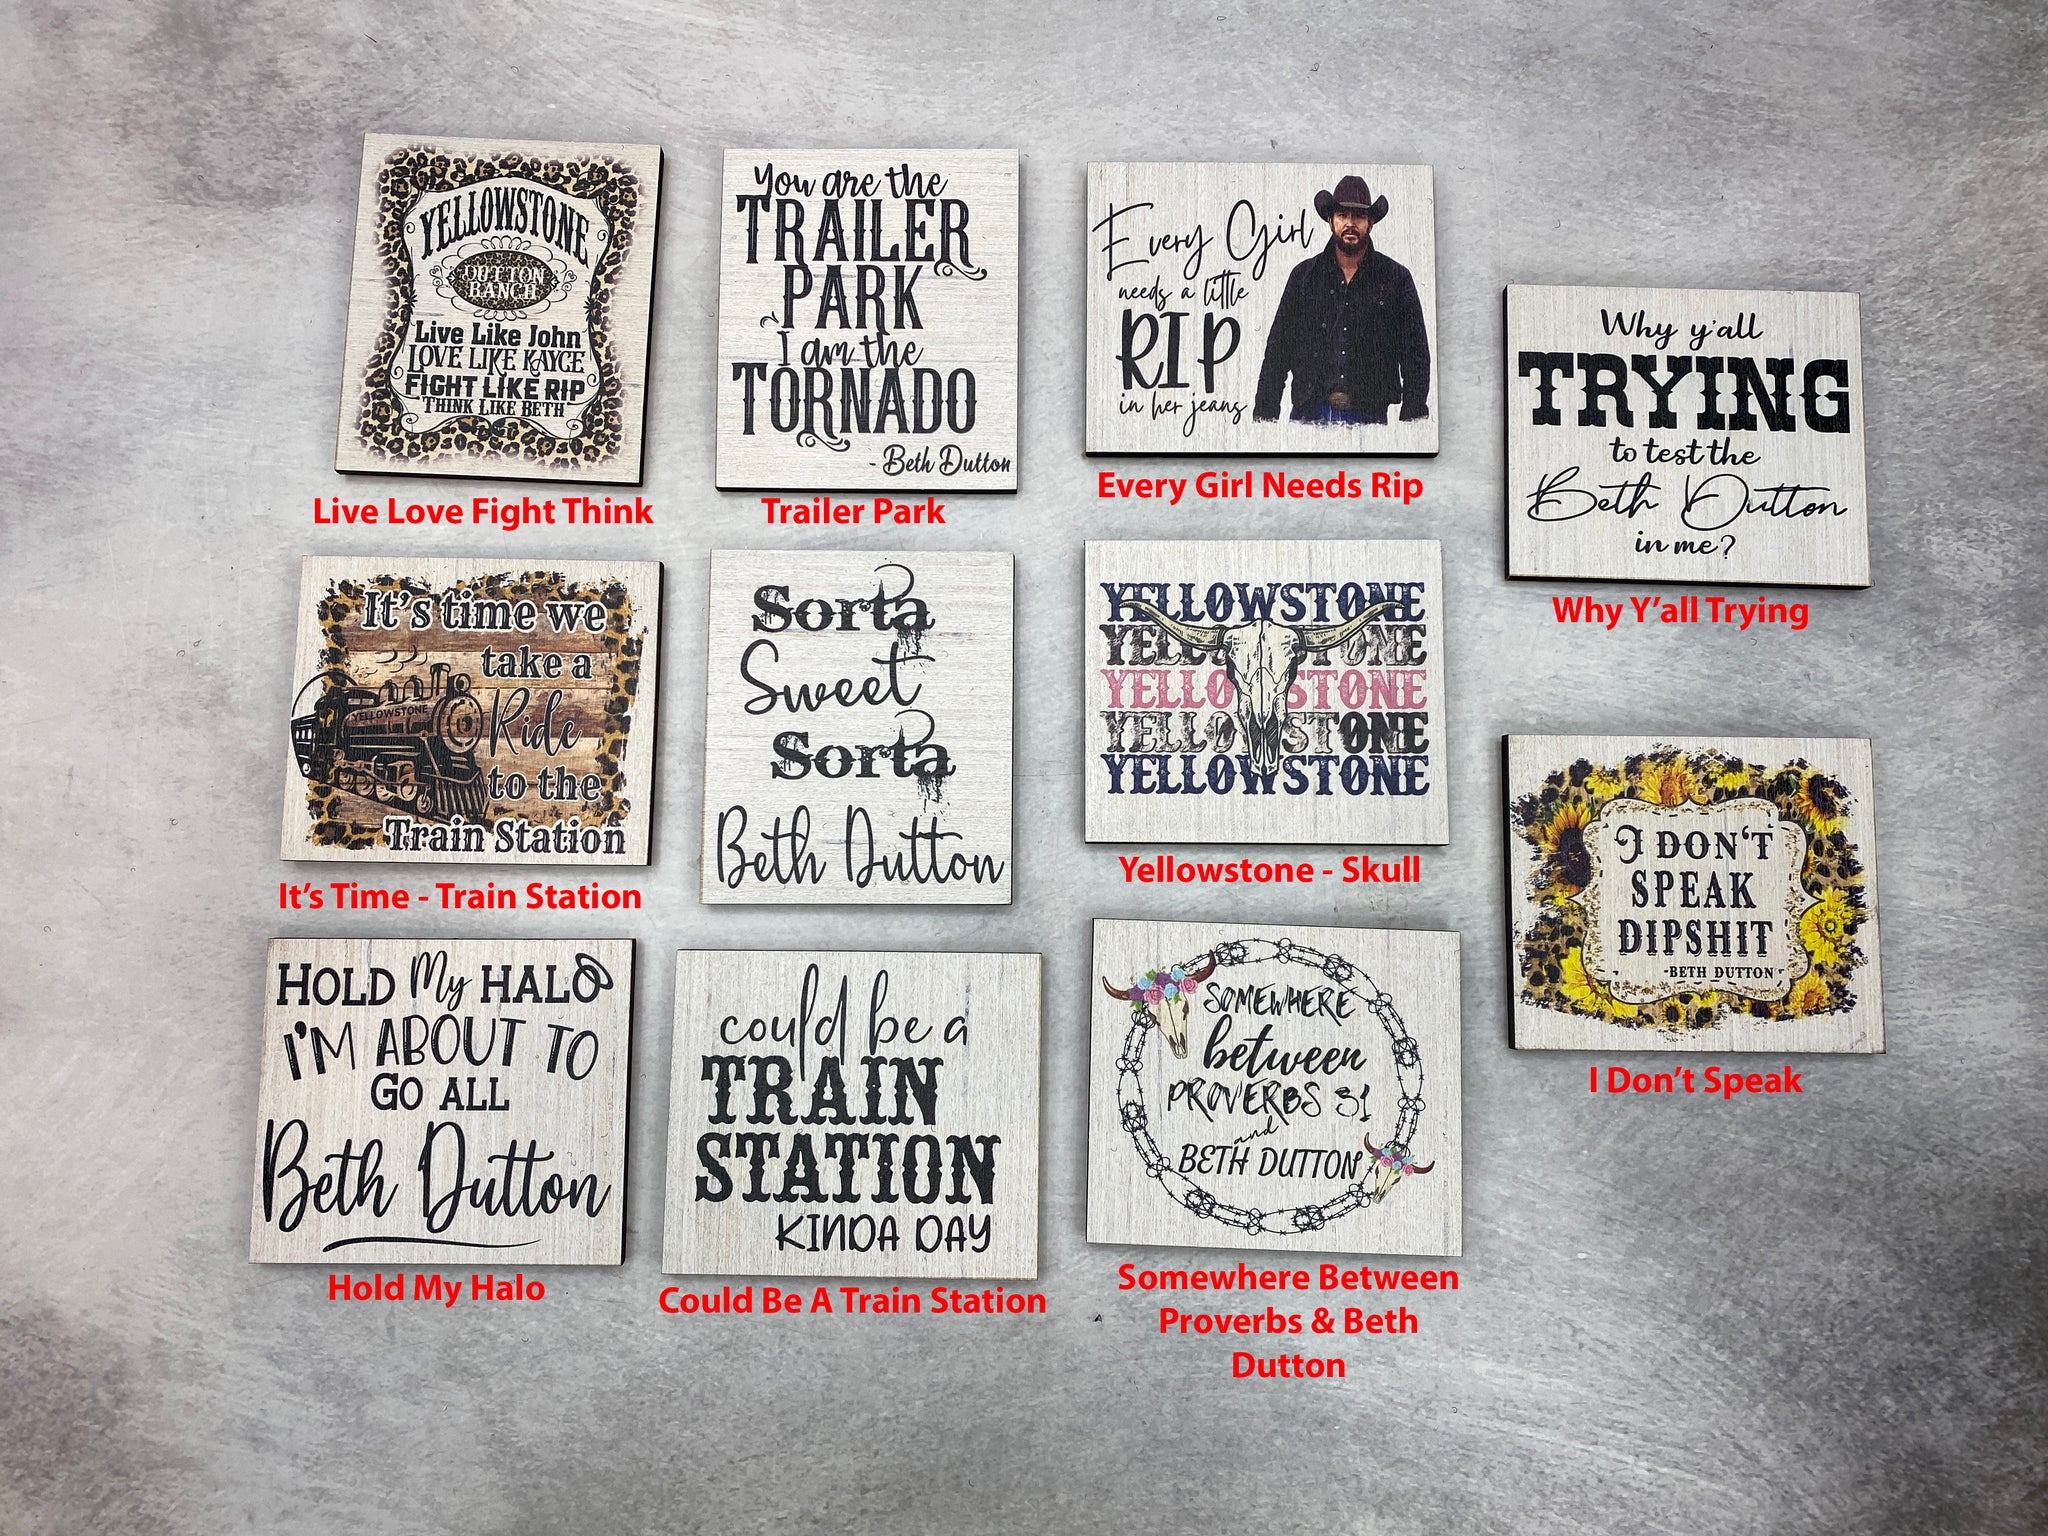 YELLOWSTONE
DUTTON
RANCH
Live Like John
LOVE LIKE KAYCE
FIGHT LIKE RIP
THINK LIKE BETH
Live Love Fight Think
You are the
TRAILER
PARK
I am the
TORNADO
- Beth Dutton
Trailer Park
Every Girl
needs a little
RIP
in her jeans
Every Girl Needs Rip
Why y'all
TRYING
to test the
Beth Dutton
in me?
Why Y'all Trying
It's time we
take a
Ride
to the
Train Station
YELLOWSTONE
It's Time - Train Station
Sorta
Sweet
Sorta
Beth Dutton
YELLOWSTONE
YELLOWSTONE
YELLOWSTONE
YELLOWSTONE
YELLOWSTONE
Yellowstone - Skull
I DON'T
SPEAK
DIPSHIT
-BETH DUTTON
I Don't Speak
HOLD My HALO
I'M ABOUT TO
GO ALL
Beth Dutton
Hold My Halo
could be a
TRAIN
STATION
KINDA DAY
Could Be A Train Station
SOMEWHERE
between
PROVERBS 31
and
BETH DUTTON
Somewhere Between
Proverbs & Beth
Dutton